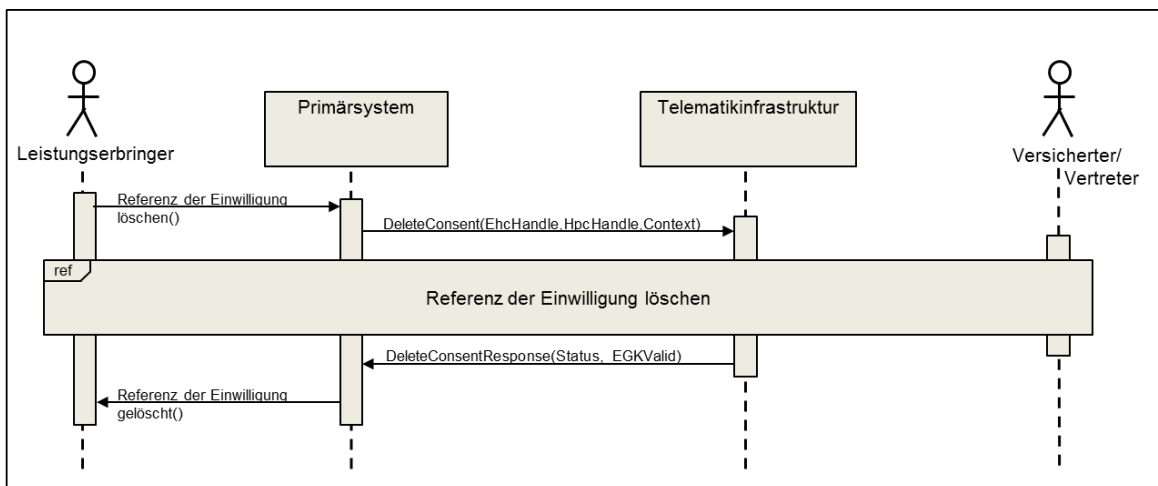 Leistungserbringer
Primärsystem
Telematikinfrastruktur
Versicherter/
Vertreter
Referenz der Einwilligung
löschen()
DeleteConsent(EhcHandle,HpcHandle,Context)
ref
Referenz der Einwilligung löschen
DeleteConsentResponse(Status, EGKValid)
Referenz der Einwilligung
gelöscht()